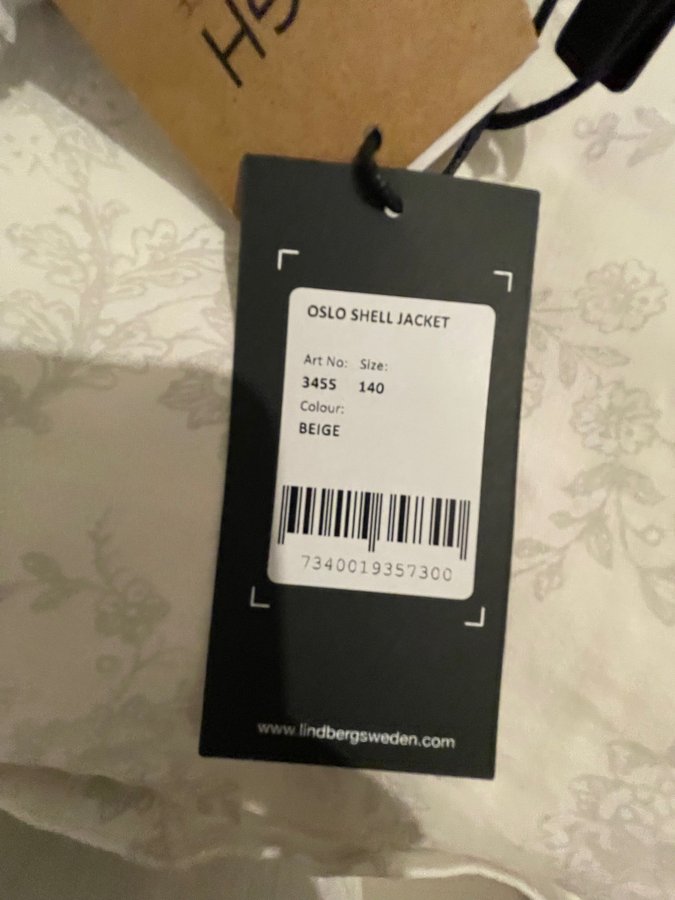 OSLO SHELL JACKET
Art No: Size:
3455 140
Colour:
BEIGE
7340019357300
www.lindbergsweden.com